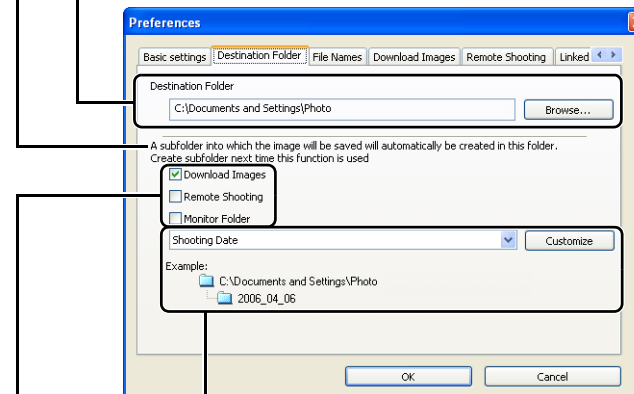 Preferences
Basic settings Destination Folder File Names Download Images Remote Shooting Linked
Destination Folder
C:\Documents and Settings\Photo Browse...
A subfolder into which the image will be saved will automatically be created in this folder.
Create subfolder next time this function is used
Download Images
Remote Shooting
Monitor Folder
Shooting Date Customize
Example:
C:\Documents and Settings\Photo
2006_04_06
OK Cancel